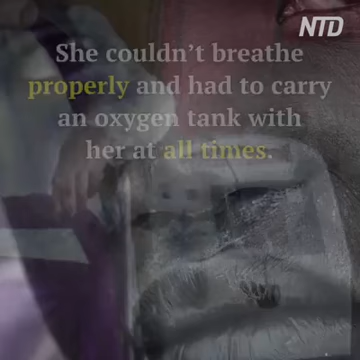 NTD
She couldn't breathe
properly and had to carry
an oxygen tank with
her at all times.